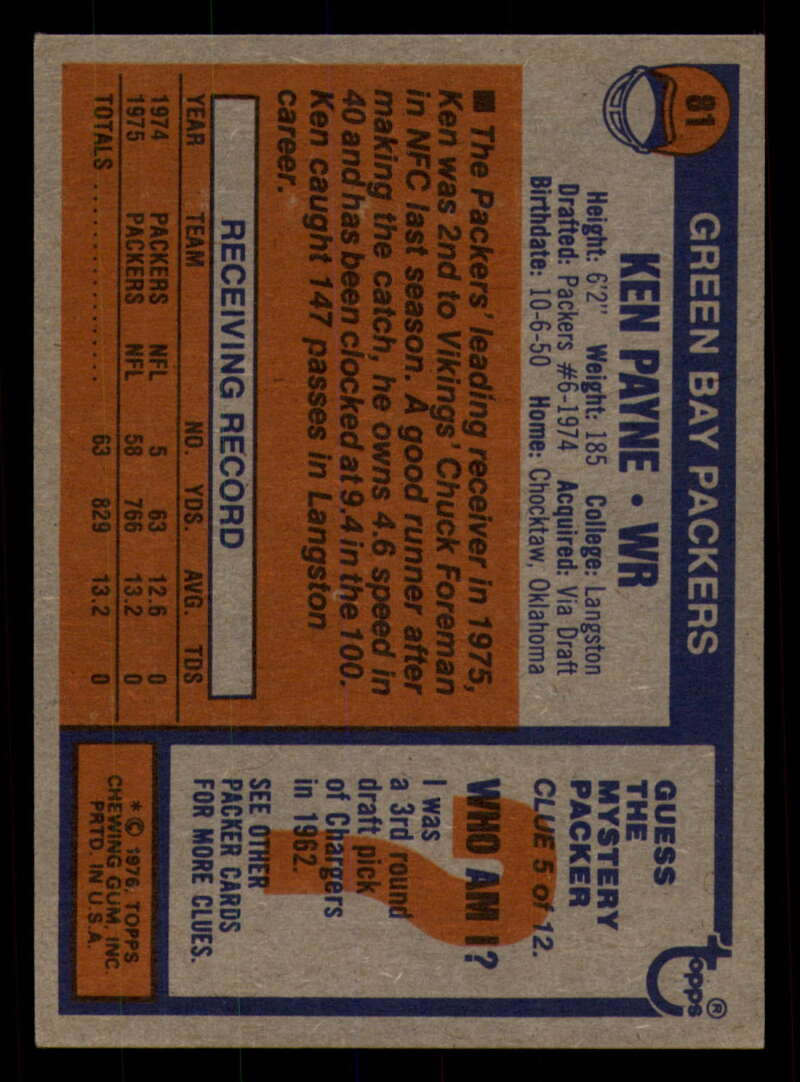 81
GREEN BAY PACKERS
KEN PAYNE • WR
Height: 6'2" Weight: 185 College: Langston
Drafted: Packers #6-1974 Acquired: Via Draft
Birthdate: 10-6-50 Home: Chocktaw, Oklahoma
■ The Packers' leading receiver in 1975,
Ken was 2nd to Vikings' Chuck Foreman
in NFC last season. A good runner after
making the catch, he owns 4.6 speed in
40 and has been clocked at 9.4 in the 100.
Ken caught 147 passes in Langston
career.
RECEIVING RECORD
YEAR TEAM NO. YDS. AVG. TDS
1974 PACKERS NFL 5 63 12.6 0
1975 PACKERS NFL 58 766 13.2 0
TOTALS .................... 63 829 13.2 0
topps®
GUESS
THE
MYSTERY
PACKER
CLUE 5 of 12.
WHO AM I?
I was
a 3rd round
draft pick
of Chargers
in 1962.
SEE OTHER
PACKER CARDS
FOR MORE CLUES.
?
*© 1976, TOPPS
CHEWING GUM, INC.
PRTD. IN U.S.A.